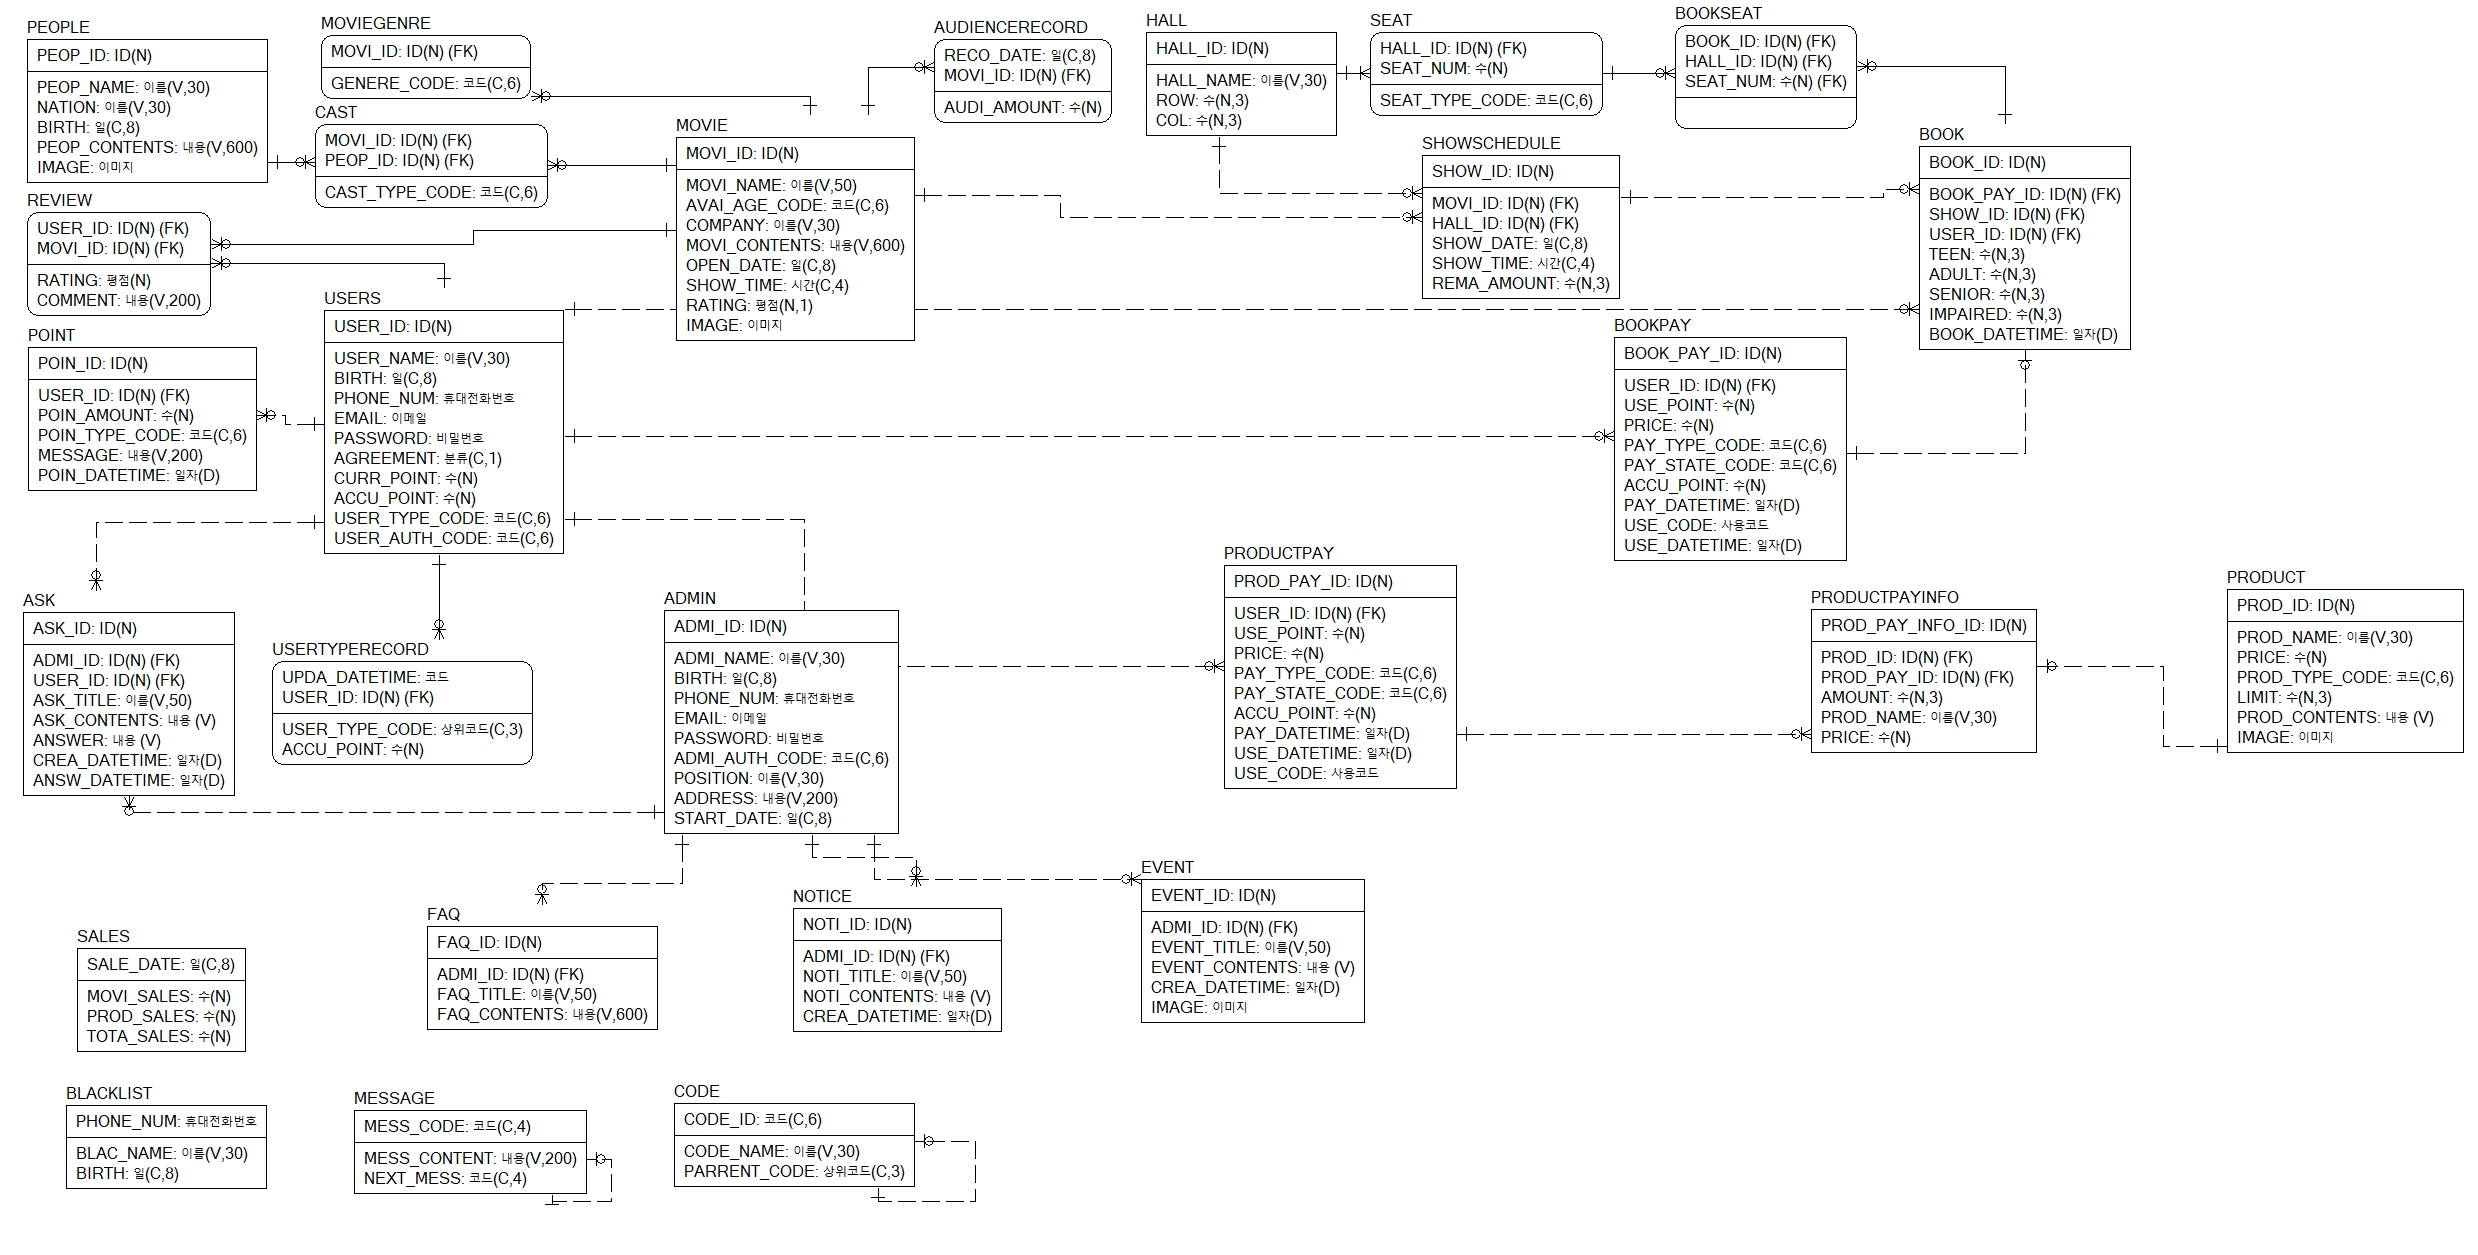 PEOPLE
PEOP_ID: ID(N)
PEOP_NAME: 이름(V,30)
NATION: 이름(V,30)
BIRTH: 일(C,8)
PEOP_CONTENTS: 내용(V,600)
IMAGE: 이미지
MOVIEGENRE
MOVI_ID: ID(N) (FK)
GENERE_CODE: 코드(C,6)
CAST
MOVI_ID: ID(N) (FK)
PEOP_ID: ID(N) (FK)
CAST_TYPE_CODE: 코드(C,6)
AUDIENCERECORD
RECO_DATE: 일(C,8)
MOVI_ID: ID(N) (FK)
AUDI_AMOUNT: 수(N)
HALL
HALL_ID: ID(N)
HALL_NAME: 이름(V,30)
ROW: 수(N,3)
COL: 수(N,3)
SEAT
HALL_ID: ID(N) (FK)
SEAT_NUM: 수(N)
SEAT_TYPE_CODE: 코드(C,6)
BOOKSEAT
BOOK_ID: ID(N) (FK)
HALL_ID: ID(N) (FK)
SEAT_NUM: 수(N) (FK)
MOVIE
MOVI_ID: ID(N)
MOVI_NAME: 이름(V,50)
AVAI_AGE_CODE: 코드(C,6)
COMPANY: 이름(V,30)
MOVI_CONTENTS: 내용(V,600)
OPEN_DATE: 일(C,8)
SHOW_TIME: 시간(C,4)
RATING: 평점(N,1)
IMAGE: 이미지
SHOWSCHEDULE
SHOW_ID: ID(N)
MOVI_ID: ID(N) (FK)
HALL_ID: ID(N) (FK)
SHOW_DATE: 일(C,8)
SHOW_TIME: 시간(C,4)
REMA_AMOUNT: 수(N,3)
BOOK
BOOK_ID: ID(N)
BOOK_PAY_ID: ID(N) (FK)
SHOW_ID: ID(N) (FK)
USER_ID: ID(N) (FK)
TEEN: 수(N,3)
ADULT: 수(N,3)
SENIOR: 수(N,3)
IMPAIRED: 수(N,3)
BOOK_DATETIME: 일자(D)
REVIEW
USER_ID: ID(N) (FK)
MOVI_ID: ID(N) (FK)
RATING: 평점(N)
COMMENT: 내용(V,200)
USERS
USER_ID: ID(N)
USER_NAME: 이름(V,30)
BIRTH: 일(C,8)
PHONE_NUM: 휴대전화번호
EMAIL: 이메일
PASSWORD: 비밀번호
AGREEMENT: 분류(C,1)
CURR_POINT: 수(N)
ACCU_POINT: 수(N)
USER_TYPE_CODE: 코드(C,6)
USER_AUTH_CODE: 코드(C,6)
POINT
POIN_ID: ID(N)
USER_ID: ID(N) (FK)
POIN_AMOUNT: 수(N)
POIN_TYPE_CODE: 코드(C,6)
MESSAGE: 내용(V,200)
POIN_DATETIME: 일자(D)
BOOKPAY
BOOK_PAY_ID: ID(N)
USER_ID: ID(N) (FK)
USE_POINT: 수(N)
PRICE: 수(N)
PAY_TYPE_CODE: 코드(C,6)
PAY_STATE_CODE: 코드(C,6)
ACCU_POINT: 수(N)
PAY_DATETIME: 일자(D)
USE_CODE: 사용코드
USE_DATETIME: 일자(D)
ASK
ASK_ID: ID(N)
ADMI_ID: ID(N) (FK)
USER_ID: ID(N) (FK)
ASK_TITLE: 이름(V,50)
ASK_CONTENTS: 내용 (V)
ANSWER: 내용 (V)
CREA_DATETIME: 일자(D)
ANSW_DATETIME: 일자(D)
USERTYPERECORD
UPDA_DATETIME: 코드
USER_ID: ID(N) (FK)
USER_TYPE_CODE: 상위코드(C,3)
ACCU_POINT: 수(N)
ADMIN
ADMI_ID: ID(N)
ADMI_NAME: 이름(V,30)
BIRTH: 일(C,8)
PHONE_NUM: 휴대전화번호
EMAIL: 이메일
PASSWORD: 비밀번호
ADMI_AUTH_CODE: 코드(C,6)
POSITION: 이름(V,30)
ADDRESS: 내용(V,200)
START_DATE: 일(C,8)
PRODUCTPAY
PROD_PAY_ID: ID(N)
USER_ID: ID(N) (FK)
USE_POINT: 수(N)
PRICE: 수(N)
PAY_TYPE_CODE: 코드(C,6)
PAY_STATE_CODE: 코드(C,6)
ACCU_POINT: 수(N)
PAY_DATETIME: 일자(D)
USE_DATETIME: 일자(D)
USE_CODE: 사용코드
PRODUCTPAYINFO
PROD_PAY_INFO_ID: ID(N)
PROD_ID: ID(N) (FK)
PROD_PAY_ID: ID(N) (FK)
AMOUNT: 수(N,3)
PROD_NAME: 이름(V,30)
PRICE: 수(N)
PRODUCT
PROD_ID: ID(N)
PROD_NAME: 이름(V,30)
PRICE: 수(N)
PROD_TYPE_CODE: 코드(C,6)
LIMIT: 수(N,3)
PROD_CONTENTS: 내용 (V)
IMAGE: 이미지
FAQ
FAQ_ID: ID(N)
ADMI_ID: ID(N) (FK)
FAQ_TITLE: 이름(V,50)
FAQ_CONTENTS: 내용(V,600)
NOTICE
NOTI_ID: ID(N)
ADMI_ID: ID(N) (FK)
NOTI_TITLE: 이름(V,50)
NOTI_CONTENTS: 내용 (V)
CREA_DATETIME: 일자(D)
EVENT
EVENT_ID: ID(N)
ADMI_ID: ID(N) (FK)
EVENT_TITLE: 이름(V,50)
EVENT_CONTENTS: 내용 (V)
CREA_DATETIME: 일자(D)
IMAGE: 이미지
SALES
SALE_DATE: 일(C,8)
MOVI_SALES: 수(N)
PROD_SALES: 수(N)
TOTA_SALES: 수(N)
BLACKLIST
PHONE_NUM: 휴대전화번호
BLAC_NAME: 이름(V,30)
BIRTH: 일(C,8)
MESSAGE
MESS_CODE: 코드(C,4)
MESS_CONTENT: 내용(V,200)
NEXT_MESS: 코드(C,4)
CODE
CODE_ID: 코드(C,6)
CODE_NAME: 이름(V,30)
PARRENT_CODE: 상위코드(C,3)